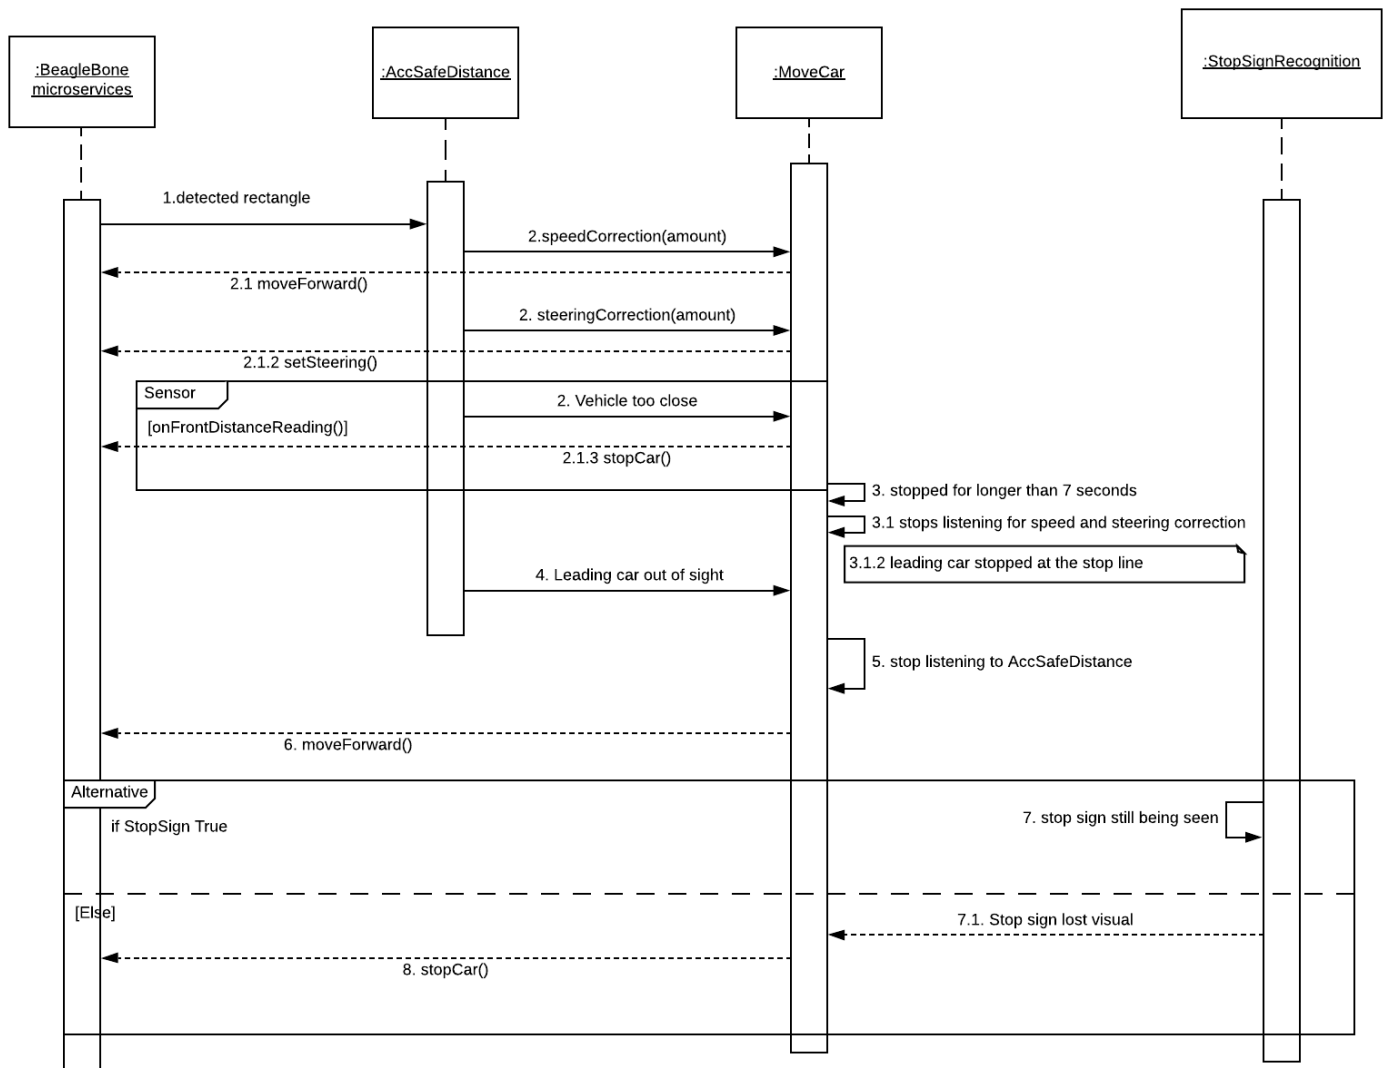 :BeagleBone
microservices
:AccSafeDistance
:MoveCar
:StopSignRecognition
1.detected rectangle
2.speedCorrection(amount)
2.1 moveForward()
2. steeringCorrection(amount)
2.1.2 setSteering()
Sensor
2. Vehicle too close
[onFrontDistanceReading()]
2.1.3 stopCar()
3. stopped for longer than 7 seconds
3.1 stops listening for speed and steering correction
3.1.2 leading car stopped at the stop line
4. Leading car out of sight
5. stop listening to AccSafeDistance
6. moveForward()
Alternative
7. stop sign still being seen
if StopSign True
[Else]
7.1. Stop sign lost visual
8. stopCar()